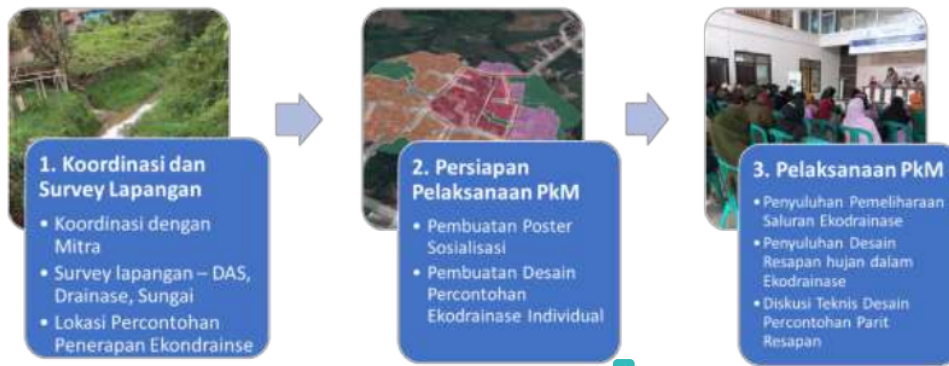 1. Koordinasi dan
Survey Lapangan
• Koordinasi dengan
Mitra
• Survey lapangan – DAS,
Drainase, Sungai
• Lokasi Percontohan
Penerapan Ekondrainse
2. Persiapan
Pelaksanaan PkM
• Pembuatan Poster
Sosialisasi
• Pembuatan Desain
Percontohan
Ekodrainase Individual
3. Pelaksanaan PkM
• Penyuluhan Pemeliharaan
Saluran Ekodrainase
• Penyuluhan Desain
Resapan hujan dalam
Ekodrainase
• Diskusi Teknis Desain
Percontohan Parit
Resapan